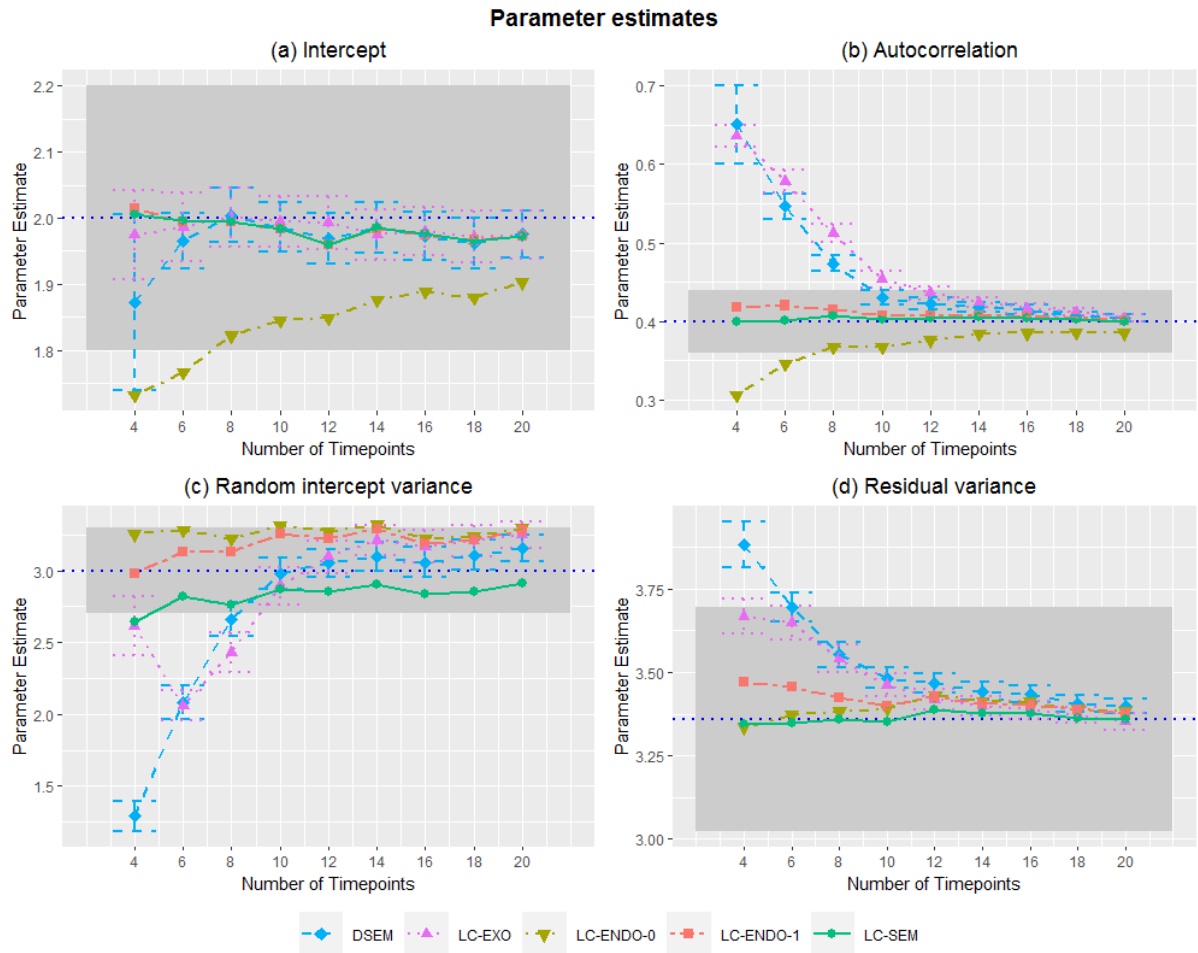 Parameter estimates
(a) Intercept
Parameter Estimate
2.2
2.1
2.0
1.9
1.8
4 6 8 10 12 14 16 18 20
Number of Timepoints
(b) Autocorrelation
Parameter Estimate
0.7
0.6
0.5
0.4
0.3
4 6 8 10 12 14 16 18 20
Number of Timepoints
(c) Random intercept variance
Parameter Estimate
3.0
2.5
2.0
1.5
4 6 8 10 12 14 16 18 20
Number of Timepoints
(d) Residual variance
Parameter Estimate
3.75
3.50
3.25
3.00
4 6 8 10 12 14 16 18 20
Number of Timepoints
DSEM LC-EXO LC-ENDO-0 LC-ENDO-1 LC-SEM